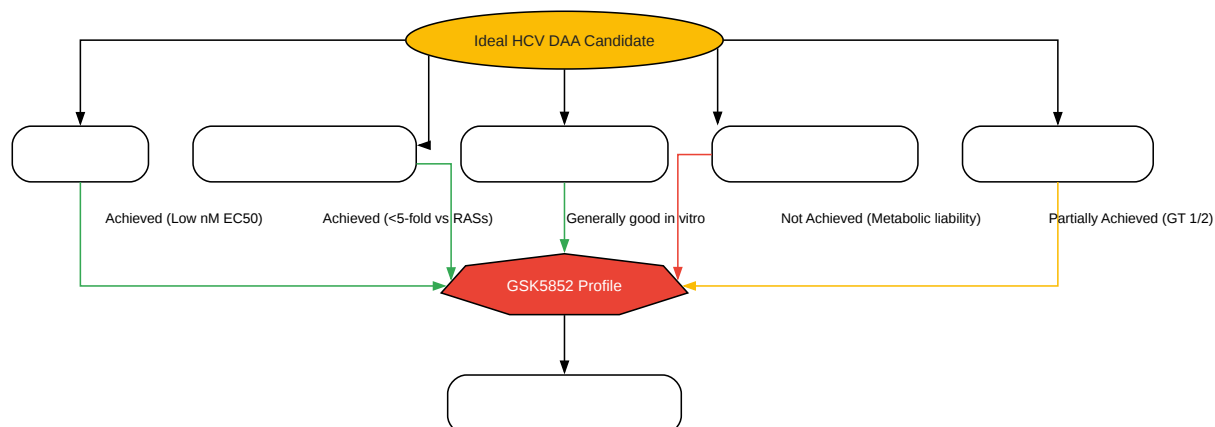 Ideal HCV DAA Candidate
Achieved (Low nM EC50)
Achieved (<5-fold vs RASs)
Generally good in vitro
Not Achieved (Metabolic liability)
Partially Achieved (GT 1/2)
GSK5852 Profile